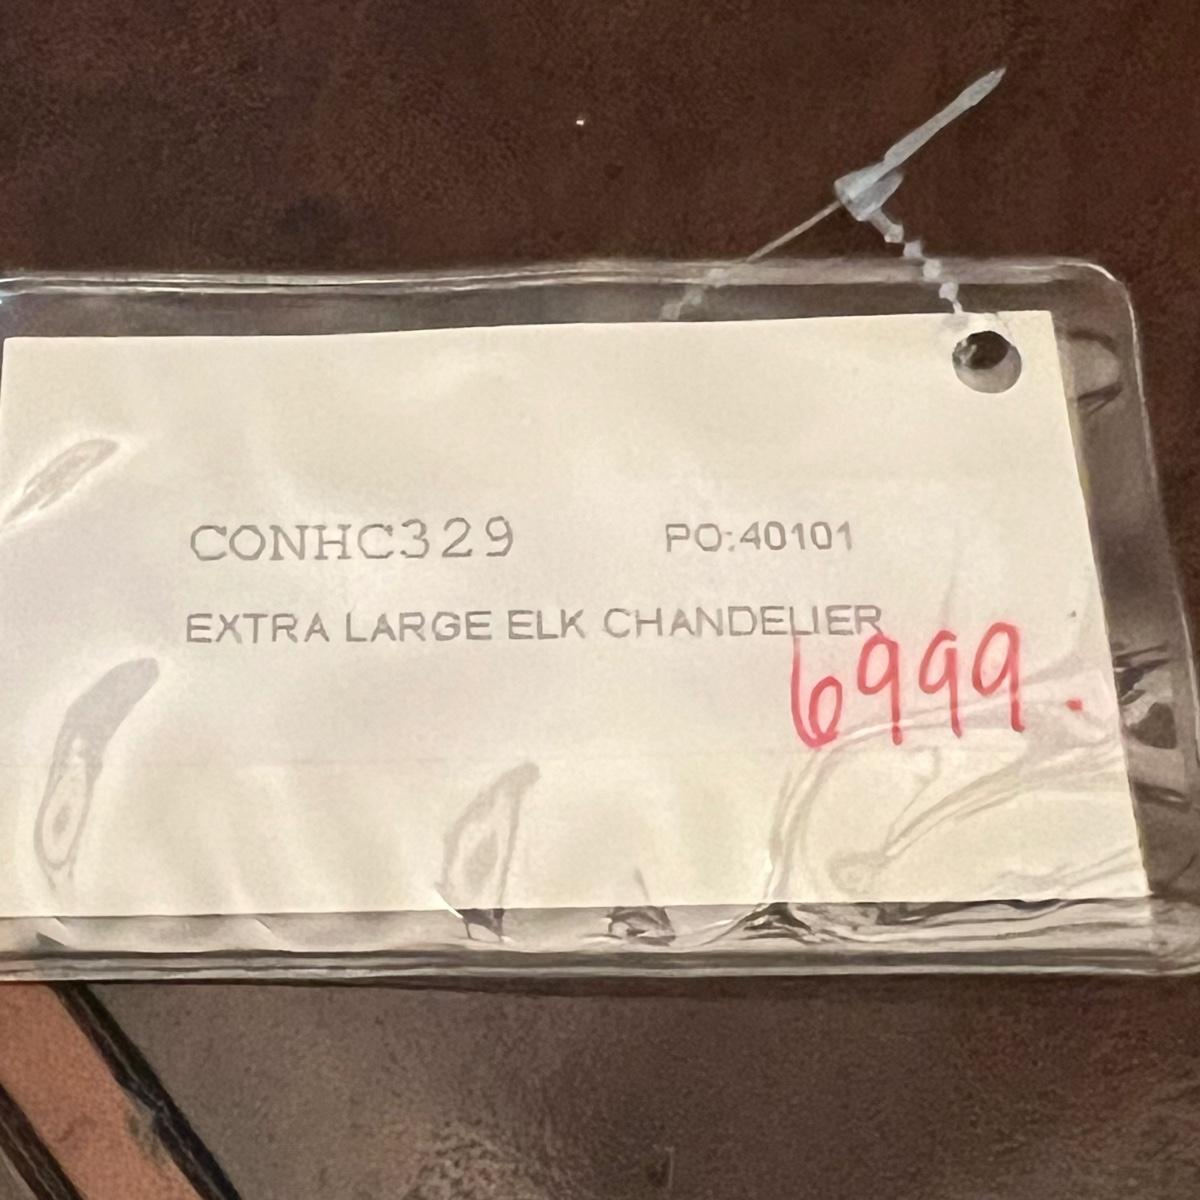 CONHC329 PO:40101
EXTRA LARGE ELK CHANDELIER
6999.